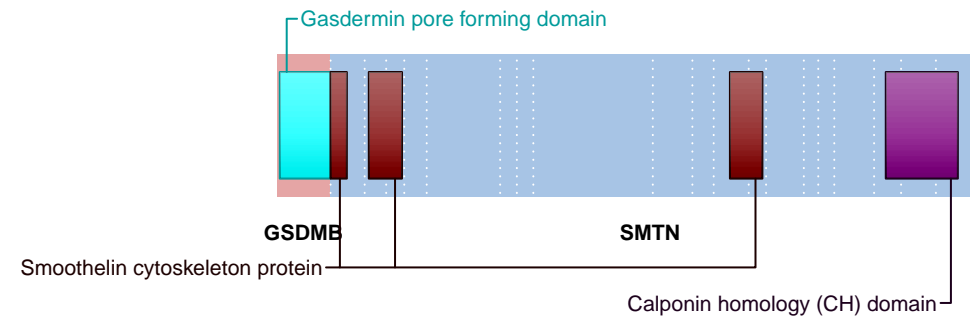 Gasdermin pore forming domain
GSDMB
SMTN
Smoothelin cytoskeleton protein
Calponin homology (CH) domain